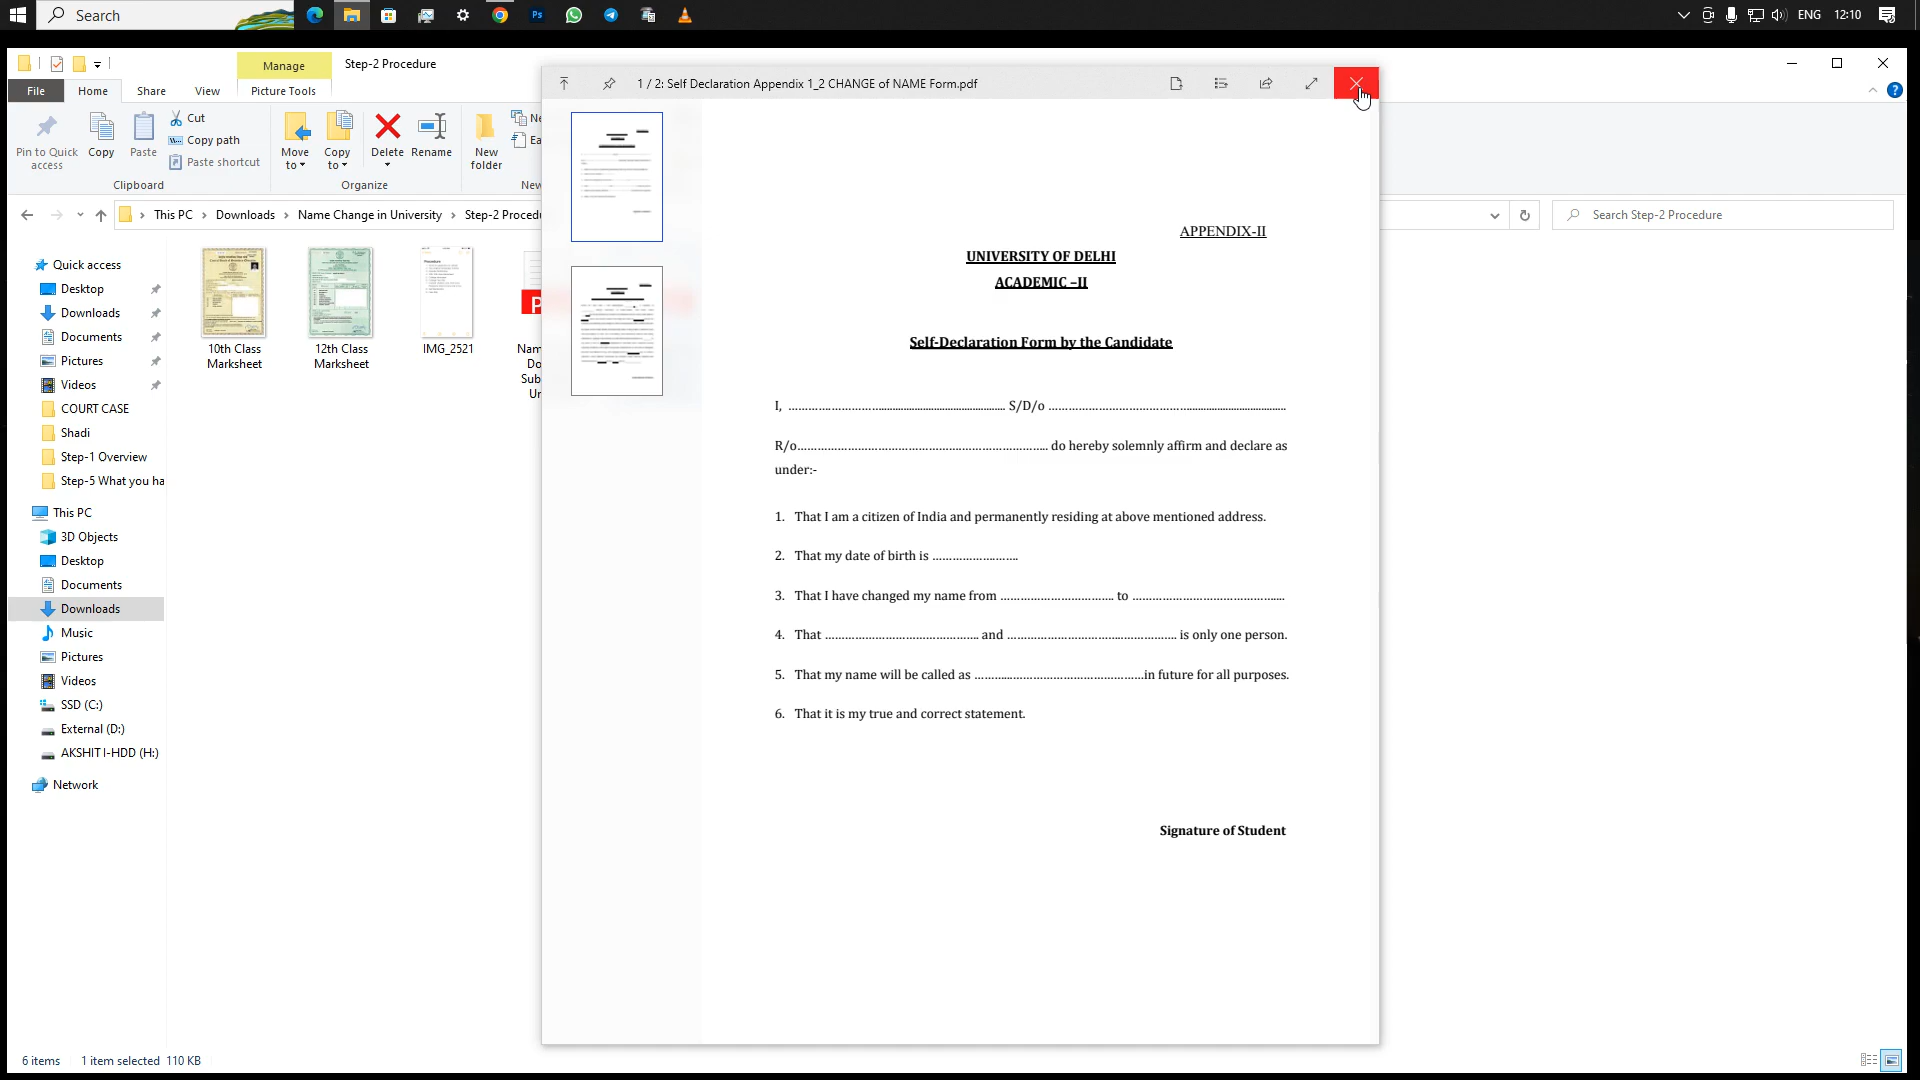 Search
ENG 12:10
Manage Step-2 Procedure
File Home Share View Picture Tools
Pin to Quick access
Copy
Paste
Cut
Copy path
Paste shortcut
Move to
Copy to
Delete
Rename
New folder
Clipboard Organize
This PC Downloads Name Change in University
Search Step-2 Procedure
Quick access
Desktop
Downloads
Documents
Pictures
Videos
COURT CASE
Shadi
Step-1 Overview
Step-5 What you ha
This PC
3D Objects
Desktop
Documents
Downloads
Music
Pictures
Videos
SSD (C:)
External (D:)
AKSHIT I-HDD (H:)
Network
10th Class Marksheet
12th Class Marksheet
IMG_2521
1 / 2: Self Declaration Appendix 1_2 CHANGE of NAME Form.pdf
APPENDIX-II
UNIVERSITY OF DELHI
ACADEMIC –II
Self-Declaration Form by the Candidate
I, ........................................ S/D/o ........................................
R/o........................................ do hereby solemnly affirm and declare as
under:-
1. That I am a citizen of India and permanently residing at above mentioned address.
2. That my date of birth is ........................
3. That I have changed my name from ................................ to ........................................
4. That ........................................ and ........................................ is only one person.
5. That my name will be called as ........................................in future for all purposes.
6. That it is my true and correct statement.
Signature of Student
6 items 1 item selected 110 KB